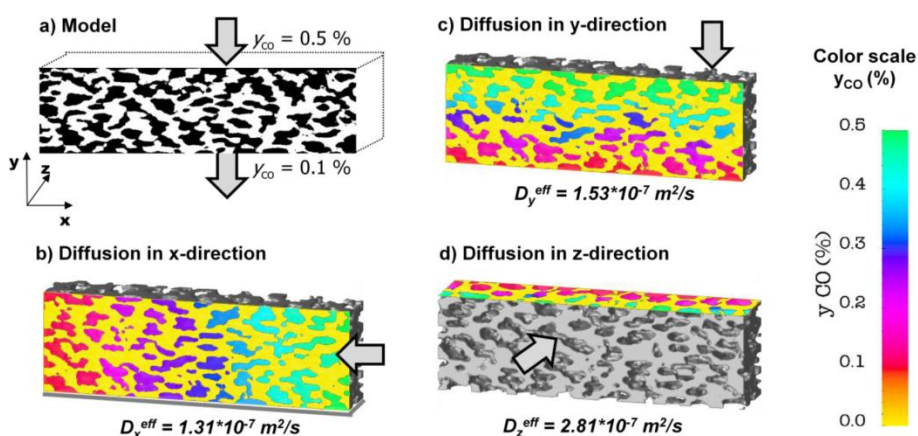 a) Model
y_CO = 0.5 %
y_CO = 0.1 %
y
z
x
b) Diffusion in x-direction
D_x^eff = 1.31*10^-7 m²/s
c) Diffusion in y-direction
D_y^eff = 1.53*10^-7 m²/s
d) Diffusion in z-direction
D_z^eff = 2.81*10^-7 m²/s
Color scale
y_CO (%)
0.5
0.4
0.3
0.2
0.1
0.0
y CO (%)